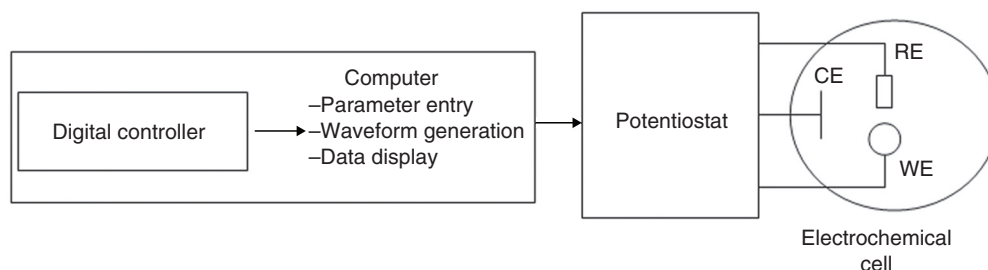 Digital controller
Computer
–Parameter entry
–Waveform generation
–Data display
Potentiostat
RE
CE
WE
Electrochemical
cell